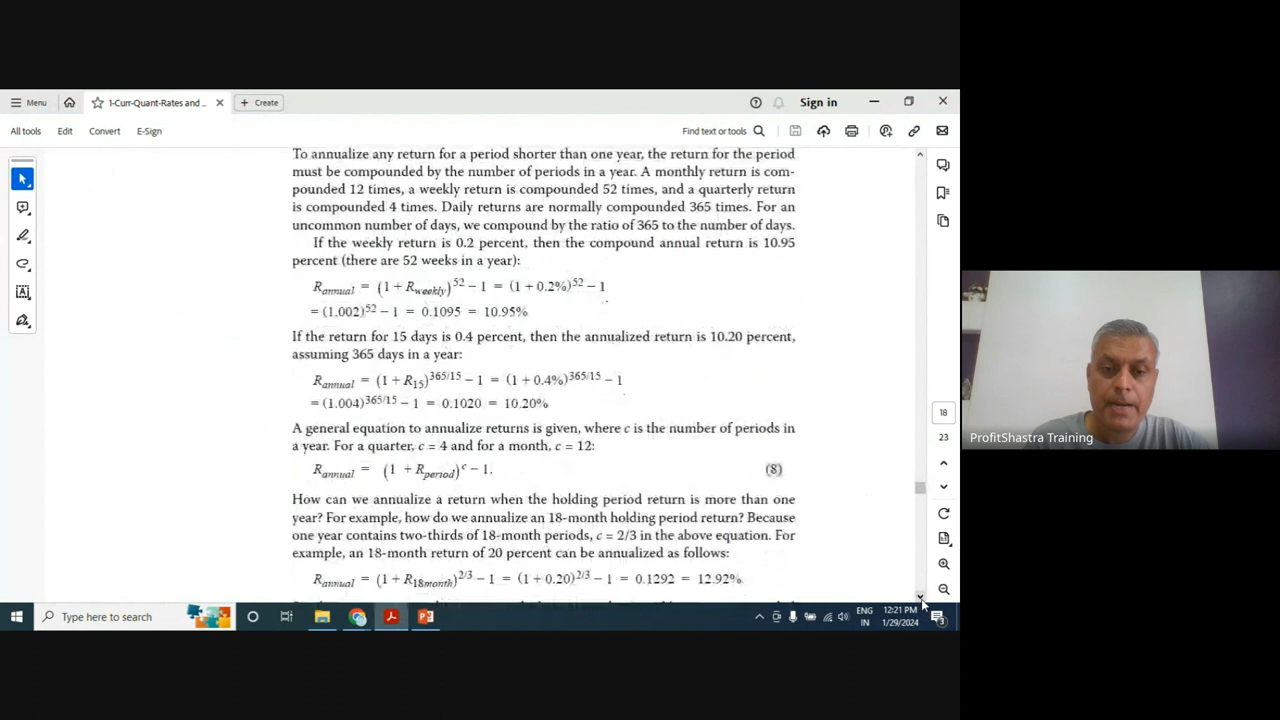 Menu
1-Curr-Quant-Rates and ...
Create
Sign in
All tools
Edit
Convert
E-Sign
Find text or tools
To annualize any return for a period shorter than one year, the return for the period
must be compounded by the number of periods in a year. A monthly return is com-
pounded 12 times, a weekly return is compounded 52 times, and a quarterly return
is compounded 4 times. Daily returns are normally compounded 365 times. For an
uncommon number of days, we compound by the ratio of 365 to the number of days.
If the weekly return is 0.2 percent, then the compound annual return is 10.95
percent (there are 52 weeks in a year):
R_annual = (1 + R_weekly)^52 − 1 = (1 + 0.2%)^52 − 1
= (1.002)^52 − 1 = 0.1095 = 10.95%
If the return for 15 days is 0.4 percent, then the annualized return is 10.20 percent,
assuming 365 days in a year:
R_annual = (1 + R_15)^365/15 − 1 = (1 + 0.4%)^365/15 − 1
= (1.004)^365/15 − 1 = 0.1020 = 10.20%
A general equation to annualize returns is given, where c is the number of periods in
a year. For a quarter, c = 4 and for a month, c = 12:
R_annual = (1 + R_period)^c − 1. (8)
How can we annualize a return when the holding period return is more than one
year? For example, how do we annualize an 18-month holding period return? Because
one year contains two-thirds of 18-month periods, c = 2/3 in the above equation. For
example, an 18-month return of 20 percent can be annualized as follows:
R_annual = (1 + R_18month)^2/3 − 1 = (1 + 0.20)^2/3 − 1 = 0.1292 = 12.92%.
18
23
ProfitShastra Training
Type here to search
ENG
IN
12:21 PM
1/29/2024
3